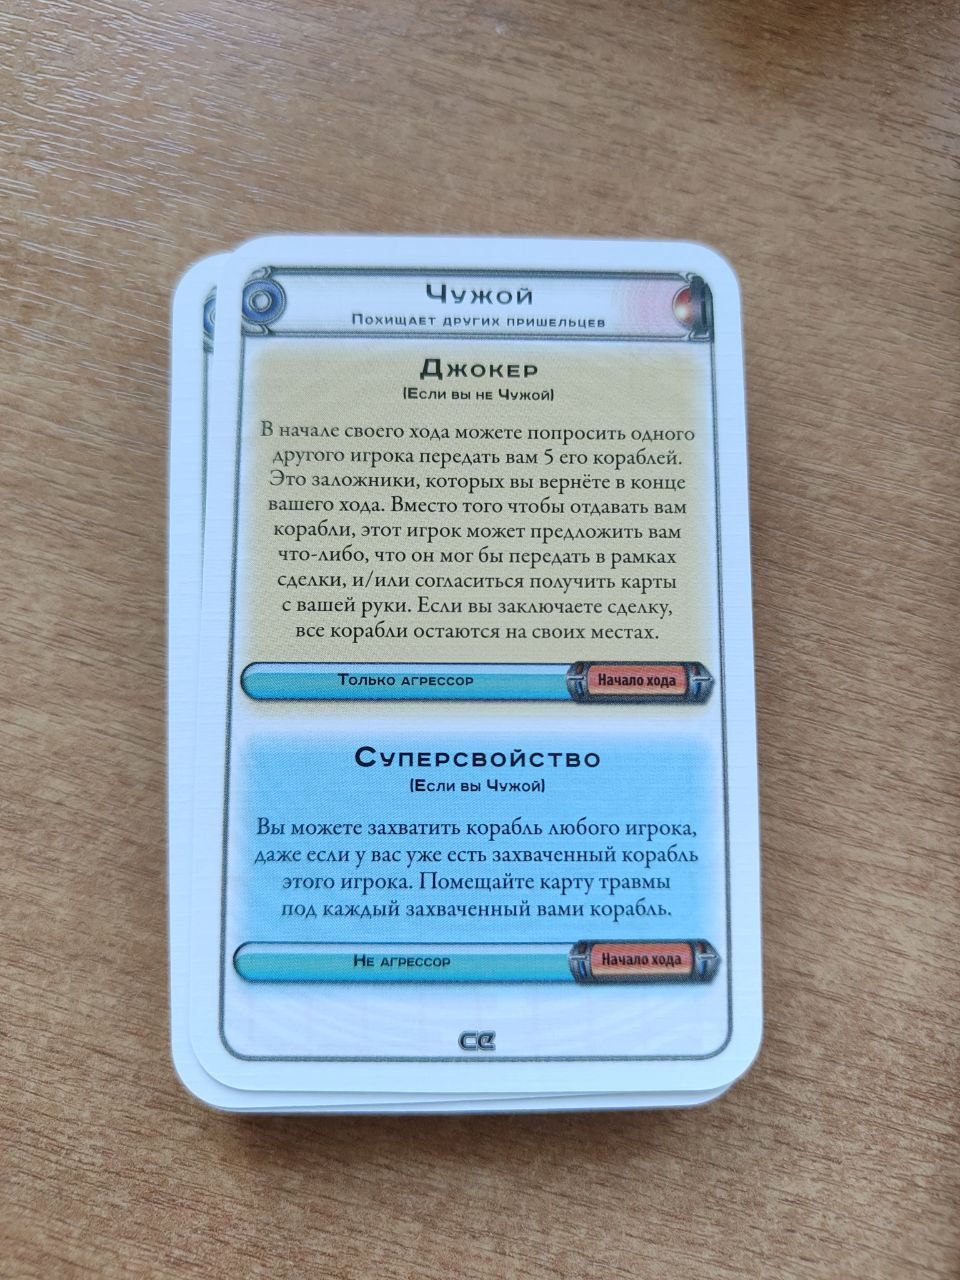 Чужой
Похищает других пришельцев
Джокер
(Если вы не Чужой)
В начале своего хода можете попросить одного
другого игрока передать вам 5 его кораблей.
Это заложники, которых вы вернёте в конце
вашего хода. Вместо того чтобы отдавать вам
корабли, этот игрок может предложить вам
что-либо, что он мог бы передать в рамках
сделки, и/или согласиться получить карты
с вашей руки. Если вы заключаете сделку,
все корабли остаются на своих местах.
Только агрессор
Начало хода
Суперсвойство
(Если вы Чужой)
Вы можете захватить корабль любого игрока,
даже если у вас уже есть захваченный корабль
этого игрока. Помещайте карту травмы
под каждый захваченный вами корабль.
Не агрессор
Начало хода
CE